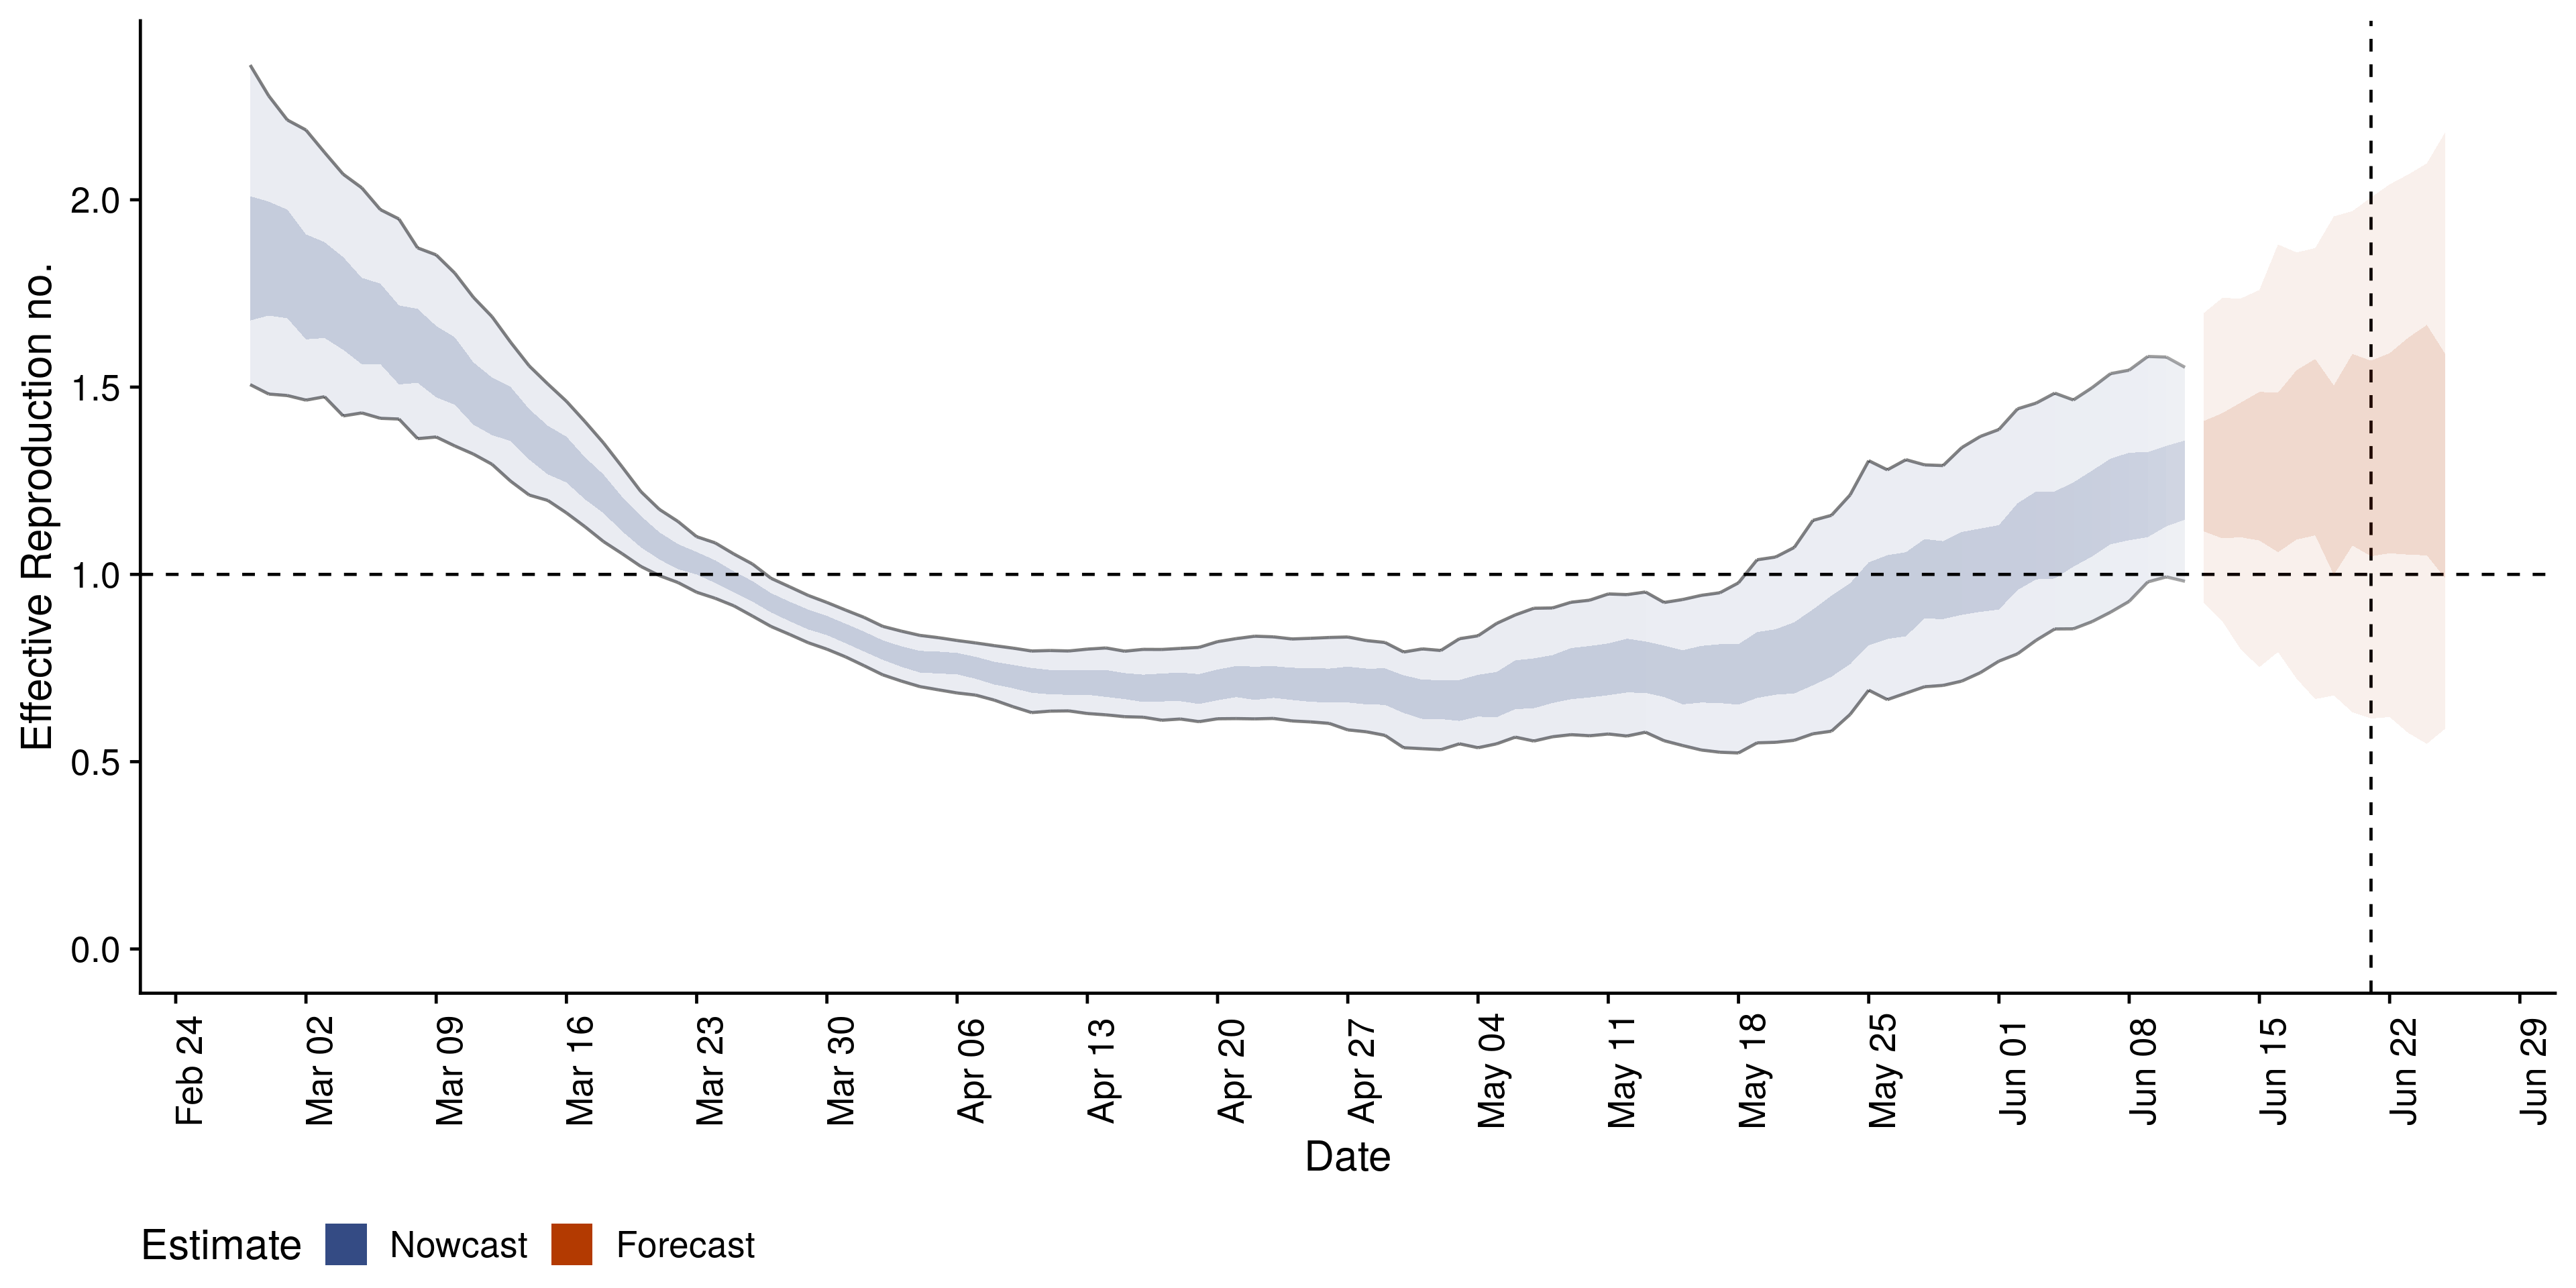 Effective Reproduction no.
2.0
1.5
1.0
0.5
0.0
Feb 24
Mar 02
Mar 09
Mar 16
Mar 23
Mar 30
Apr 06
Apr 13
Apr 20
Apr 27
May 04
May 11
May 18
May 25
Jun 01
Jun 08
Jun 15
Jun 22
Jun 29
Date
Estimate Nowcast Forecast